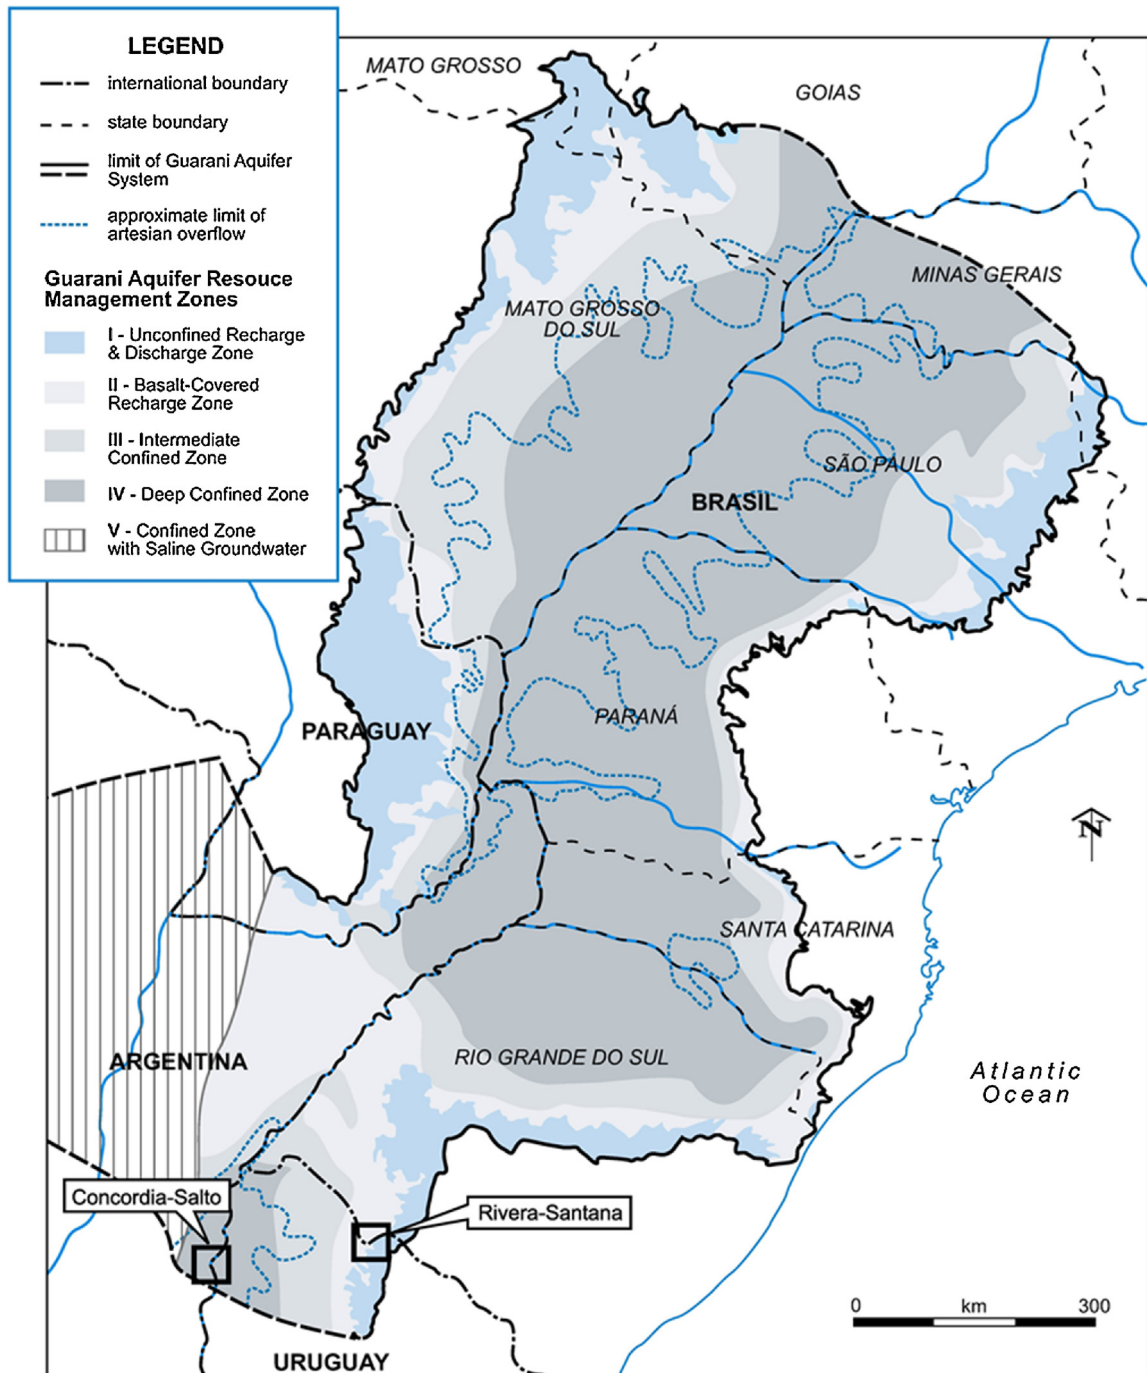 LEGEND
international boundary
state boundary
limit of Guarani Aquifer
System
approximate limit of
artesian overflow
Guarani Aquifer Resouce
Management Zones
I - Unconfined Recharge
& Discharge Zone
II - Basalt-Covered
Recharge Zone
III - Intermediate
Confined Zone
IV - Deep Confined Zone
V - Confined Zone
with Saline Groundwater
MATO GROSSO
GOIAS
MINAS GERAIS
MATO GROSSO
DO SUL
SÃO PAULO
BRASIL
PARANÁ
PARAGUAY
N
SANTA CATARINA
ARGENTINA
RIO GRANDE DO SUL
Atlantic
Ocean
Concordia-Salto
Rivera-Santana
0 km 300
URUGUAY